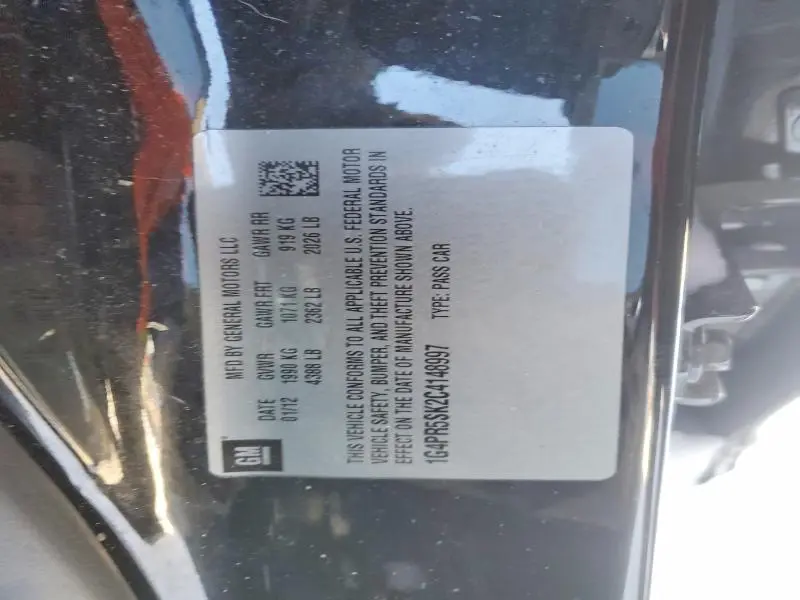 GM
MFD BY GENERAL MOTORS LLC
DATE GVWR GAWR FRT GAWR RR
01/12 1990 KG 1071 KG 919 KG
4388 LB 2362 LB 2026 LB
THIS VEHICLE CONFORMS TO ALL APPLICABLE U.S. FEDERAL MOTOR
VEHICLE SAFETY, BUMPER, AND THEFT PREVENTION STANDARDS IN
EFFECT ON THE DATE OF MANUFACTURE SHOWN ABOVE.
1G4PR5SK2C4148997 TYPE: PASS CAR